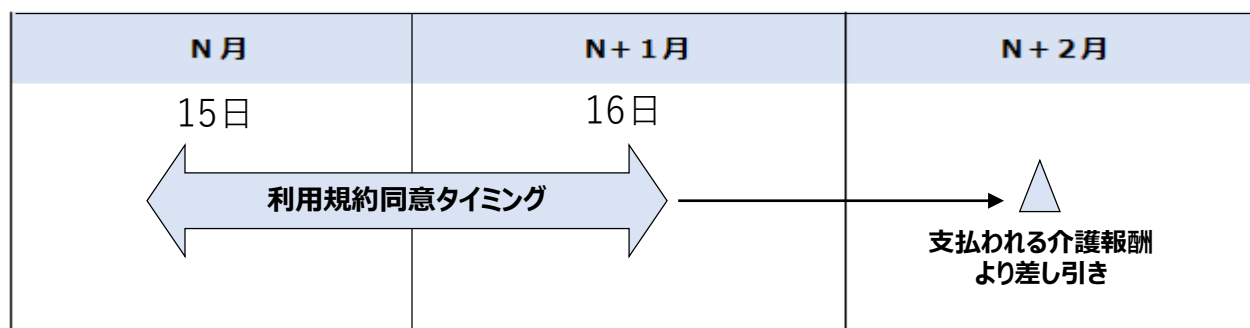 N月
N+1月
N+2月
15日
16日
利用規約同意タイミング
支払われる介護報酬
より差し引き